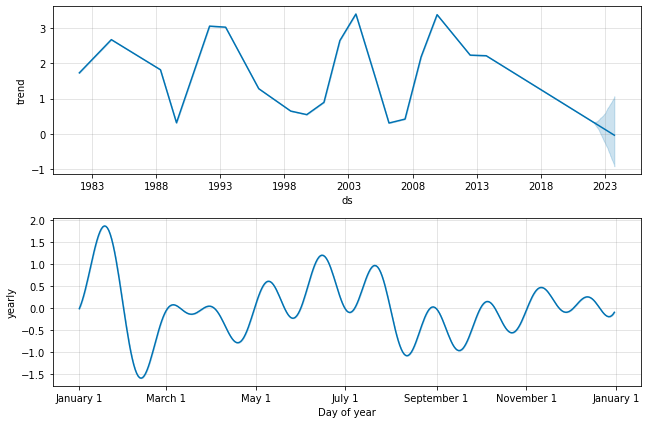 3
2
1
0
−1
trend
1983 1988 1993 1998 2003 2008 2013 2018 2023
ds
2.0
1.5
1.0
0.5
0.0
−0.5
−1.0
−1.5
yearly
January 1 March 1 May 1 July 1 September 1 November 1 January 1
Day of year